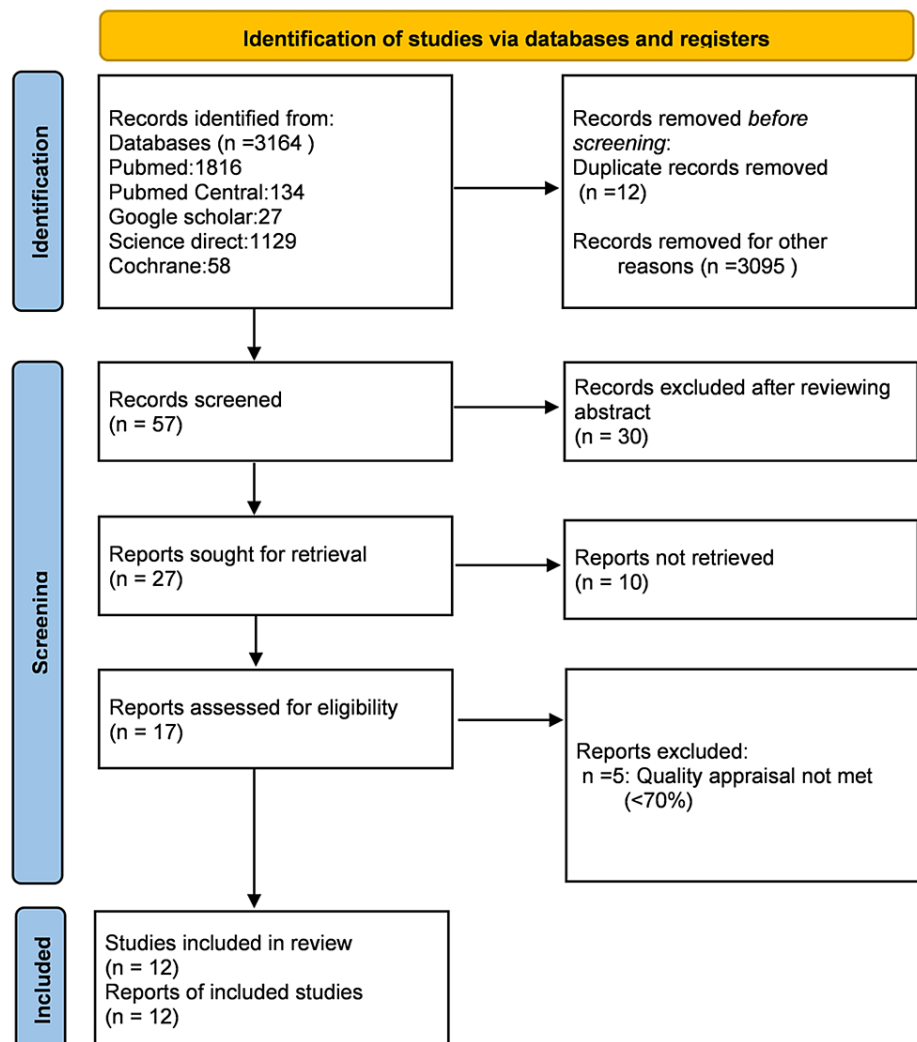 Identification of studies via databases and registers
Identification
Records identified from:
Databases (n =3164 )
Pubmed:1816
Pubmed Central:134
Google scholar:27
Science direct:1129
Cochrane:58
Records removed before
screening:
Duplicate records removed
(n =12)
Records removed for other
reasons (n =3095 )
Screening
Records screened
(n = 57)
Records excluded after reviewing
abstract
(n = 30)
Reports sought for retrieval
(n = 27)
Reports not retrieved
(n = 10)
Reports assessed for eligibility
(n = 17)
Reports excluded:
n =5: Quality appraisal not met
(<70%)
Included
Studies included in review
(n = 12)
Reports of included studies
(n = 12)